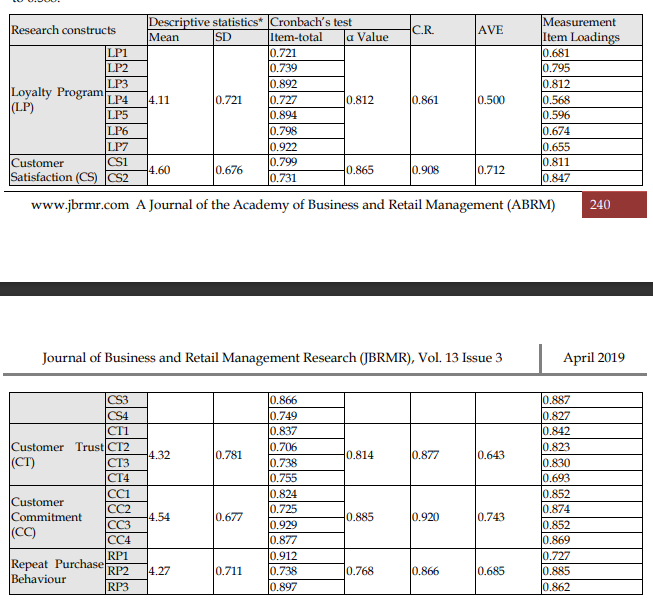 Research constructs Descriptive statistics* Cronbach's test C.R. AVE Measurement Item Loadings
Mean SD Item-total α Value
Loyalty Program (LP) LP1 4.11 0.721 0.721 0.812 0.861 0.500 0.681
LP2 0.739 0.795
LP3 0.892 0.812
LP4 0.727 0.568
LP5 0.894 0.596
LP6 0.798 0.674
LP7 0.922 0.655
Customer Satisfaction (CS) CS1 4.60 0.676 0.799 0.865 0.908 0.712 0.811
CS2 0.731 0.847
www.jbrmr.com A Journal of the Academy of Business and Retail Management (ABRM) 240
Journal of Business and Retail Management Research (JBRMR), Vol. 13 Issue 3 April 2019
CS3 0.866 0.887
CS4 0.749 0.827
Customer Trust (CT) CT1 4.32 0.781 0.837 0.814 0.877 0.643 0.842
CT2 0.706 0.823
CT3 0.738 0.830
CT4 0.755 0.693
Customer Commitment (CC) CC1 4.54 0.677 0.824 0.885 0.920 0.743 0.852
CC2 0.725 0.874
CC3 0.929 0.852
CC4 0.877 0.869
Repeat Purchase Behaviour RP1 4.27 0.711 0.912 0.768 0.866 0.685 0.727
RP2 0.738 0.885
RP3 0.897 0.862